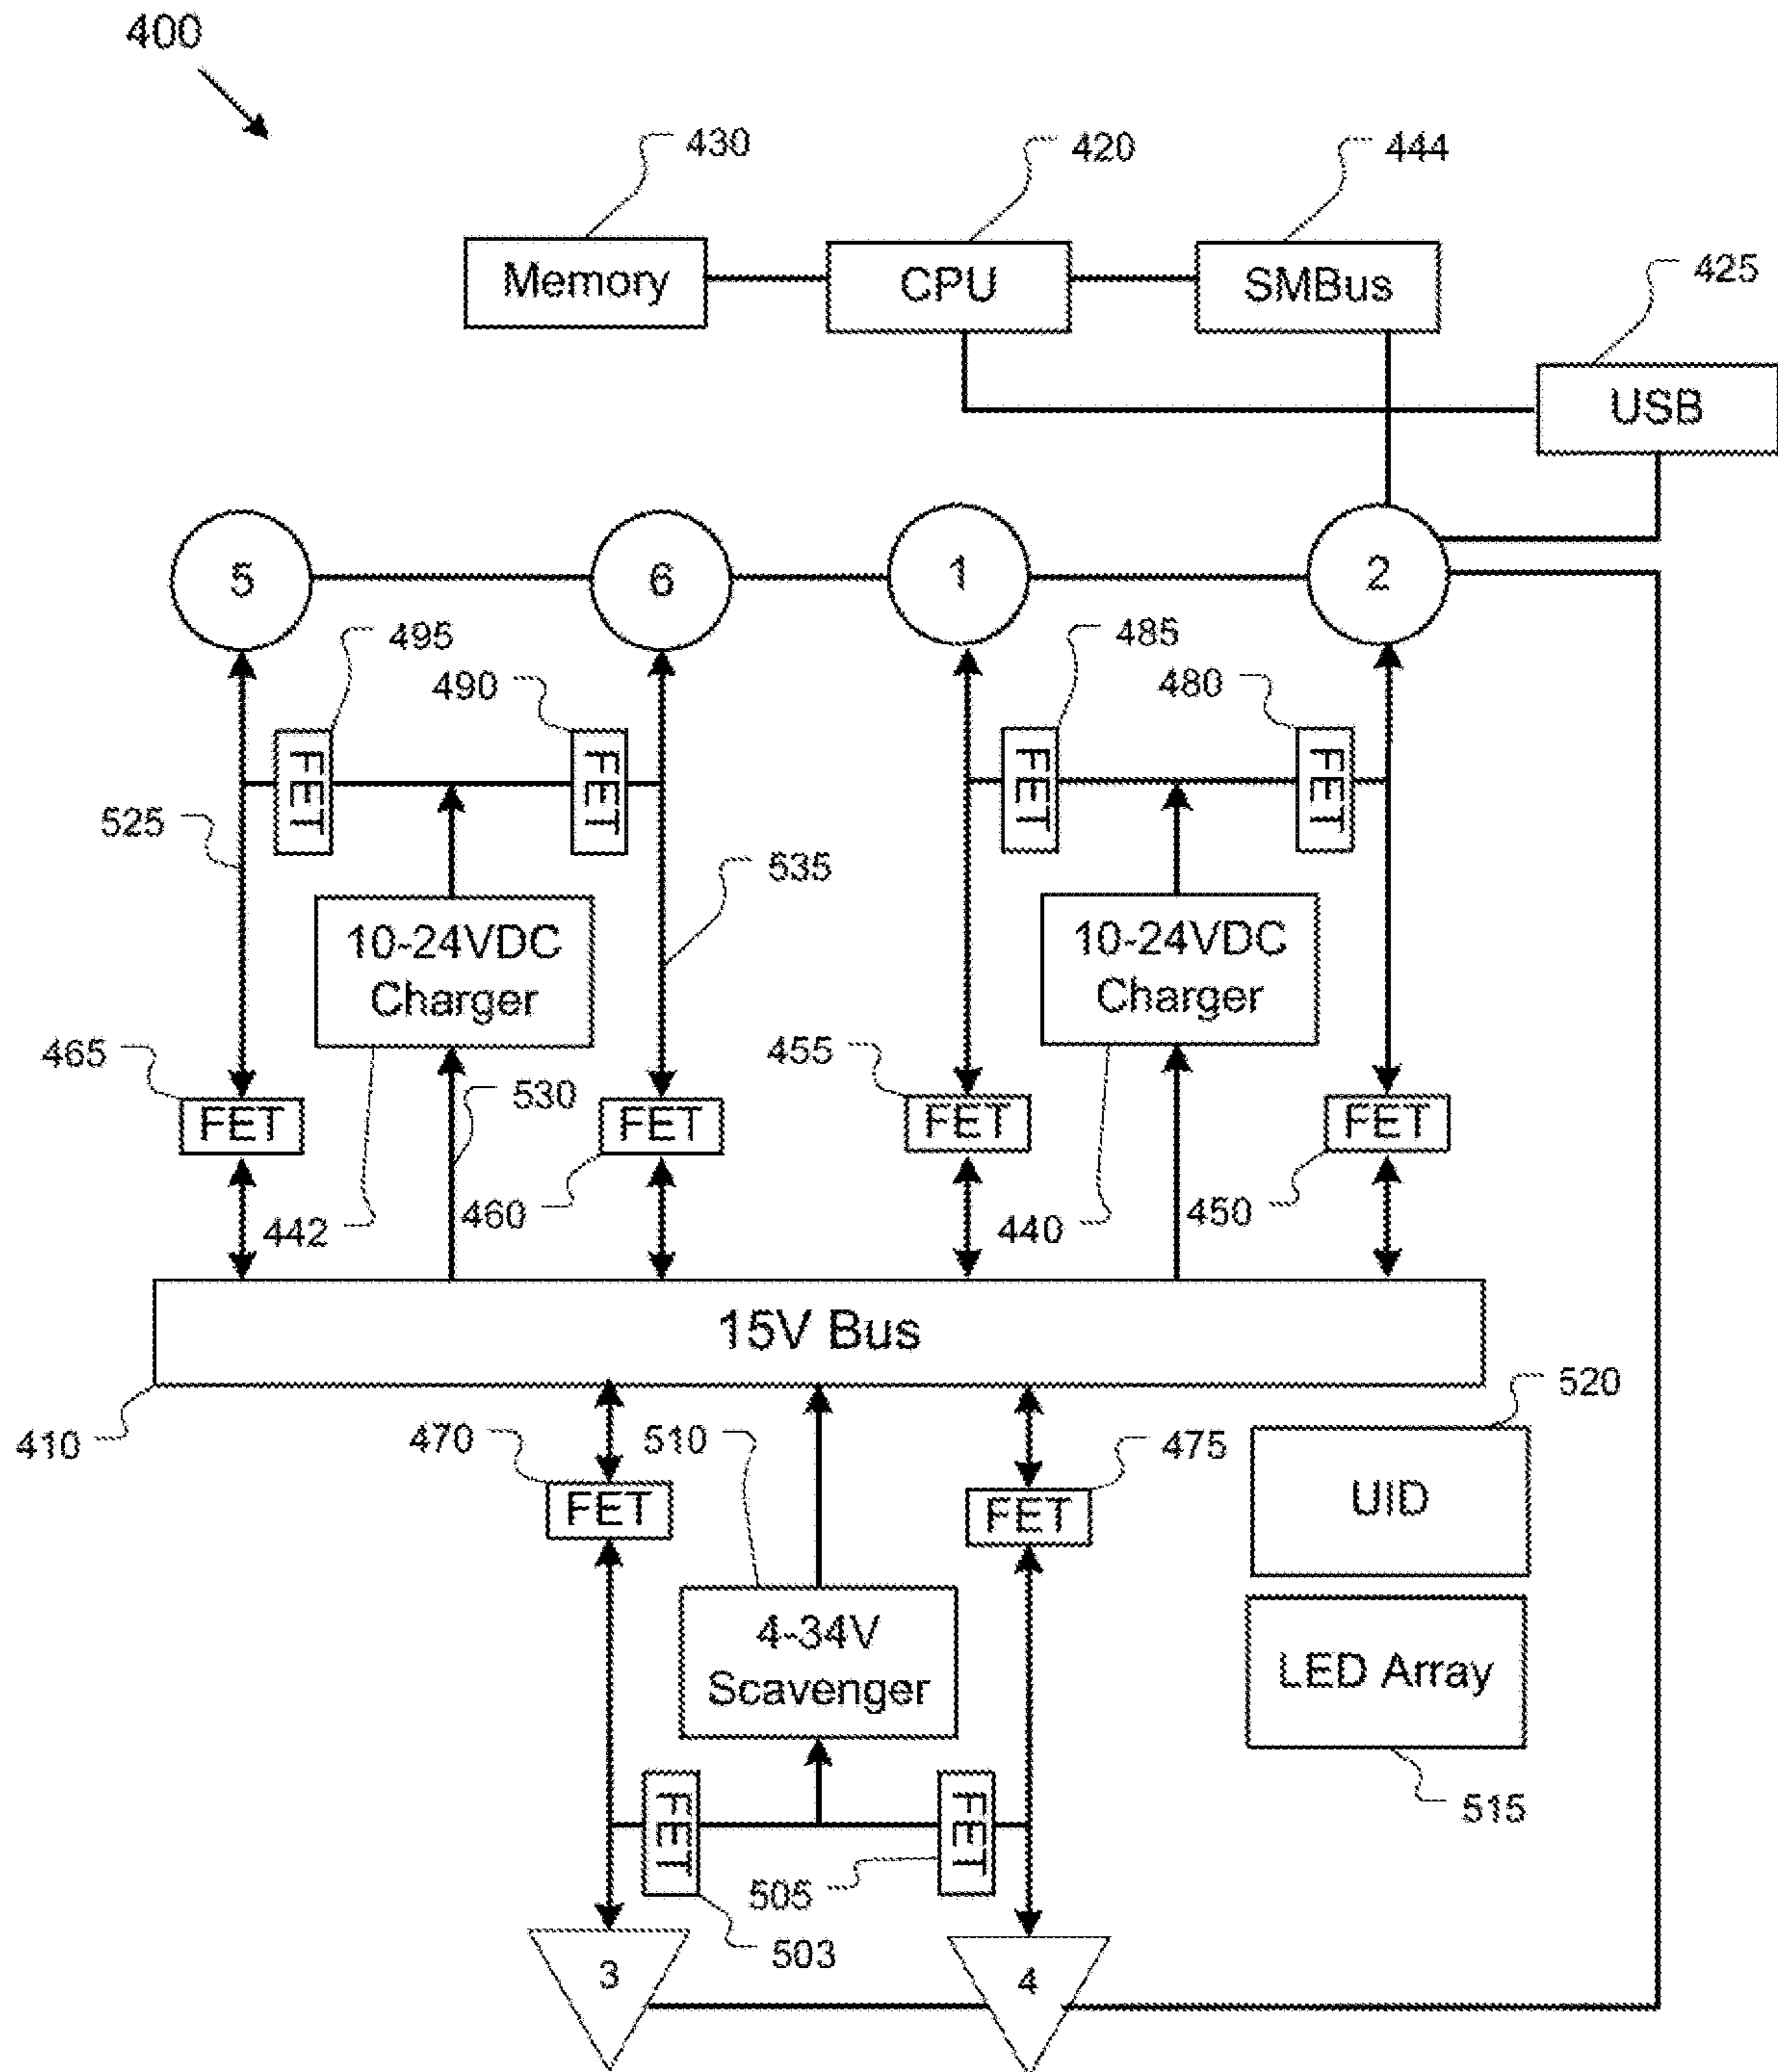 400
430
420
444
Memory
CPU
SMBus
425
USB
5
6
1
2
495
485
490
480
FET
FET
FET
FET
525
535
10-24VDC
Charger
10-24VDC
Charger
465
455
530
FET
FET
FET
FET
442
460
440
450
15V Bus
410
470
510
475
520
FET
FET
UID
4-34V
Scavenger
LED Array
FET
FET
505
515
503
3
4